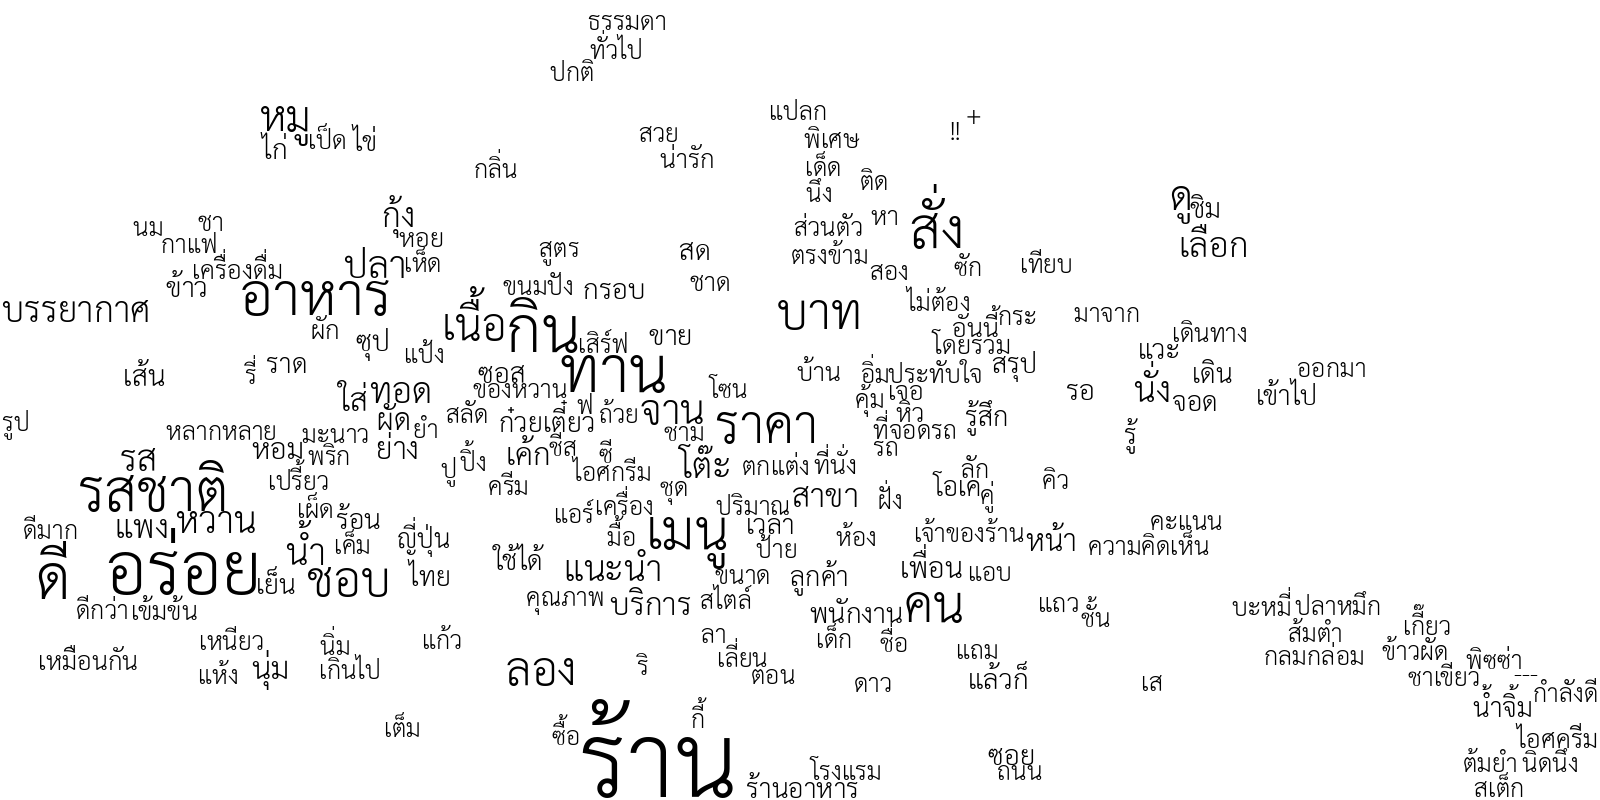 ธรรมดา
ทั่วไป
ปกติ
หมู
ไก่ เป็ด ไข่
แปลก
+
!!
สวย
พิเศษ
น่ารัก
กลิ่น
เด็ด
ติด
นึง
ดู ชิม
กุ้ง
ชา
หา
สั่ง
นม
ส่วนตัว
กาแฟ
หอย
สูตร
สด
ตรงข้าม
เลือก
ปลา เห็ด
เครื่องดื่ม
สอง
ซัก
เทียบ
ข้าว
อาหาร
ขนมปัง
กรอบ
ชาด
บรรยากาศ
บาท
ไม่ต้อง
มาจาก
ผัก
เนื้อ
กิน
อันนี้
กระ
ซุป
เสิร์ฟ
ขาย
โดยรวม
เดินทาง
แป้ง
แวะ
เส้น
รี่
ราด
ซอส
ทาน
บ้าน
อิ่ม
ประทับใจ
สรุป
เดิน
ออกมา
ใส่
ทอด
ของหวาน
โซน
คุ้ม
เจอ
รอ
นั่ง
จอด
เข้าไป
รูป
ผัด
ยำ
สลัด
ก๋วยเตี๋ยว
ฟ
ถ้วย
จาน
หิว
รู้สึก
หลากหลาย
มะนาว
ชาม
ราคา
ที่จอดรถ
รู้
รส
หอม
พริก
ย่าง
ปู
ปิ้ง
เค้ก
ชีส
ซี
โต๊ะ
ตกแต่ง
ที่นั่ง
รถ
รสชาติ
เปรี้ยว
ครีม
ไอศกรีม
ชุด
สาขา
ฝั่ง
ลัก
โอเค
คู่
คิว
ดีมาก
แพง
หวาน
เผ็ด
ร้อน
แอร์
เครื่อง
ปริมาณ
เวลา
คะแนน
ดี
อร่อย
น้ำ
เค็ม
ญี่ปุ่น
ใช้ได้
มื้อ
เมนู
ป้าย
ห้อง
เจ้าของร้าน
หน้า
ความคิดเห็น
เย็น
ชอบ
ไทย
แนะนำ
ขนาด
ลูกค้า
เพื่อน
แอบ
ดีกว่า
เข้มข้น
คุณภาพ
บริการ
สไตล์
พนักงาน
คน
แถว
ชั้น
บะหมี่
ปลาหมึก
เหนียว
นิ่ม
แก้ว
ลา
เด็ก
ชื่อ
ส้มตำ
เกี๊ยว
เหมือนกัน
แห้ง
นุ่ม
เกินไป
ลอง
ริ
เลี่ยน
ตอน
แถม
กลมกล่อม
ข้าวผัด
พิซซ่า
ดาว
แล้วก็
เส
ชาเขียว
---
เต็ม
ซื้อ
ร้าน
กี้
น้ำจิ้ม
กำลังดี
ซอย
ไอศครีม
โรงแรม
ถนน
ต้มยำ
นิดนึง
ร้านอาหาร
สเต็ก